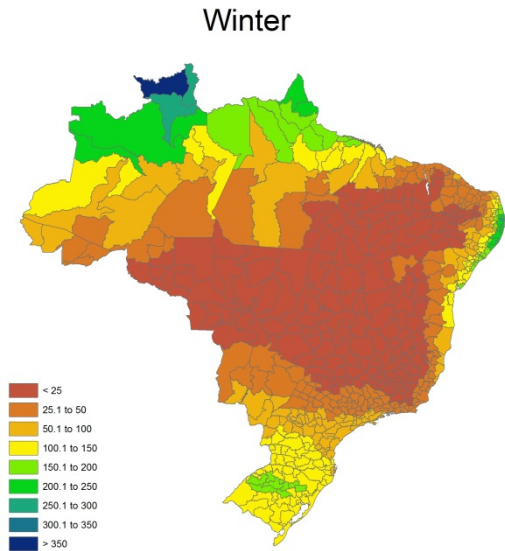 Winter
< 25
25.1 to 50
50.1 to 100
100.1 to 150
150.1 to 200
200.1 to 250
250.1 to 300
300.1 to 350
> 350